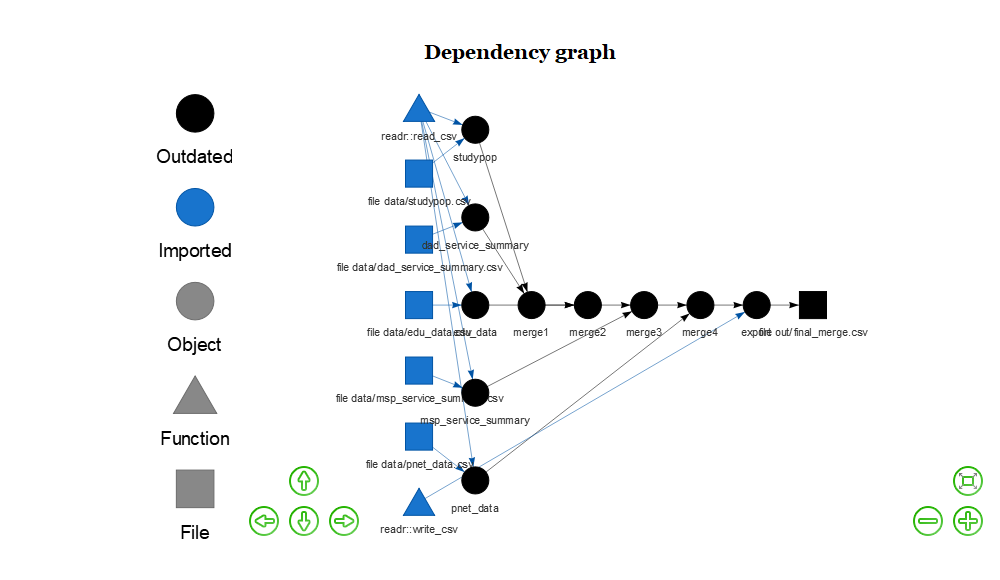 Dependency graph
Outdated
Imported
Object
Function
File
readr::read_csv
studypop
file data/studypop.csv
dad_service_summary
file data/dad_service_summary.csv
file data/edu_data.csv
edu_data
merge1
merge2
merge3
merge4
export
file out/final_merge.csv
file data/msp_service_summary.csv
msp_service_summary
file data/pnet_data.csv
pnet_data
readr::write_csv